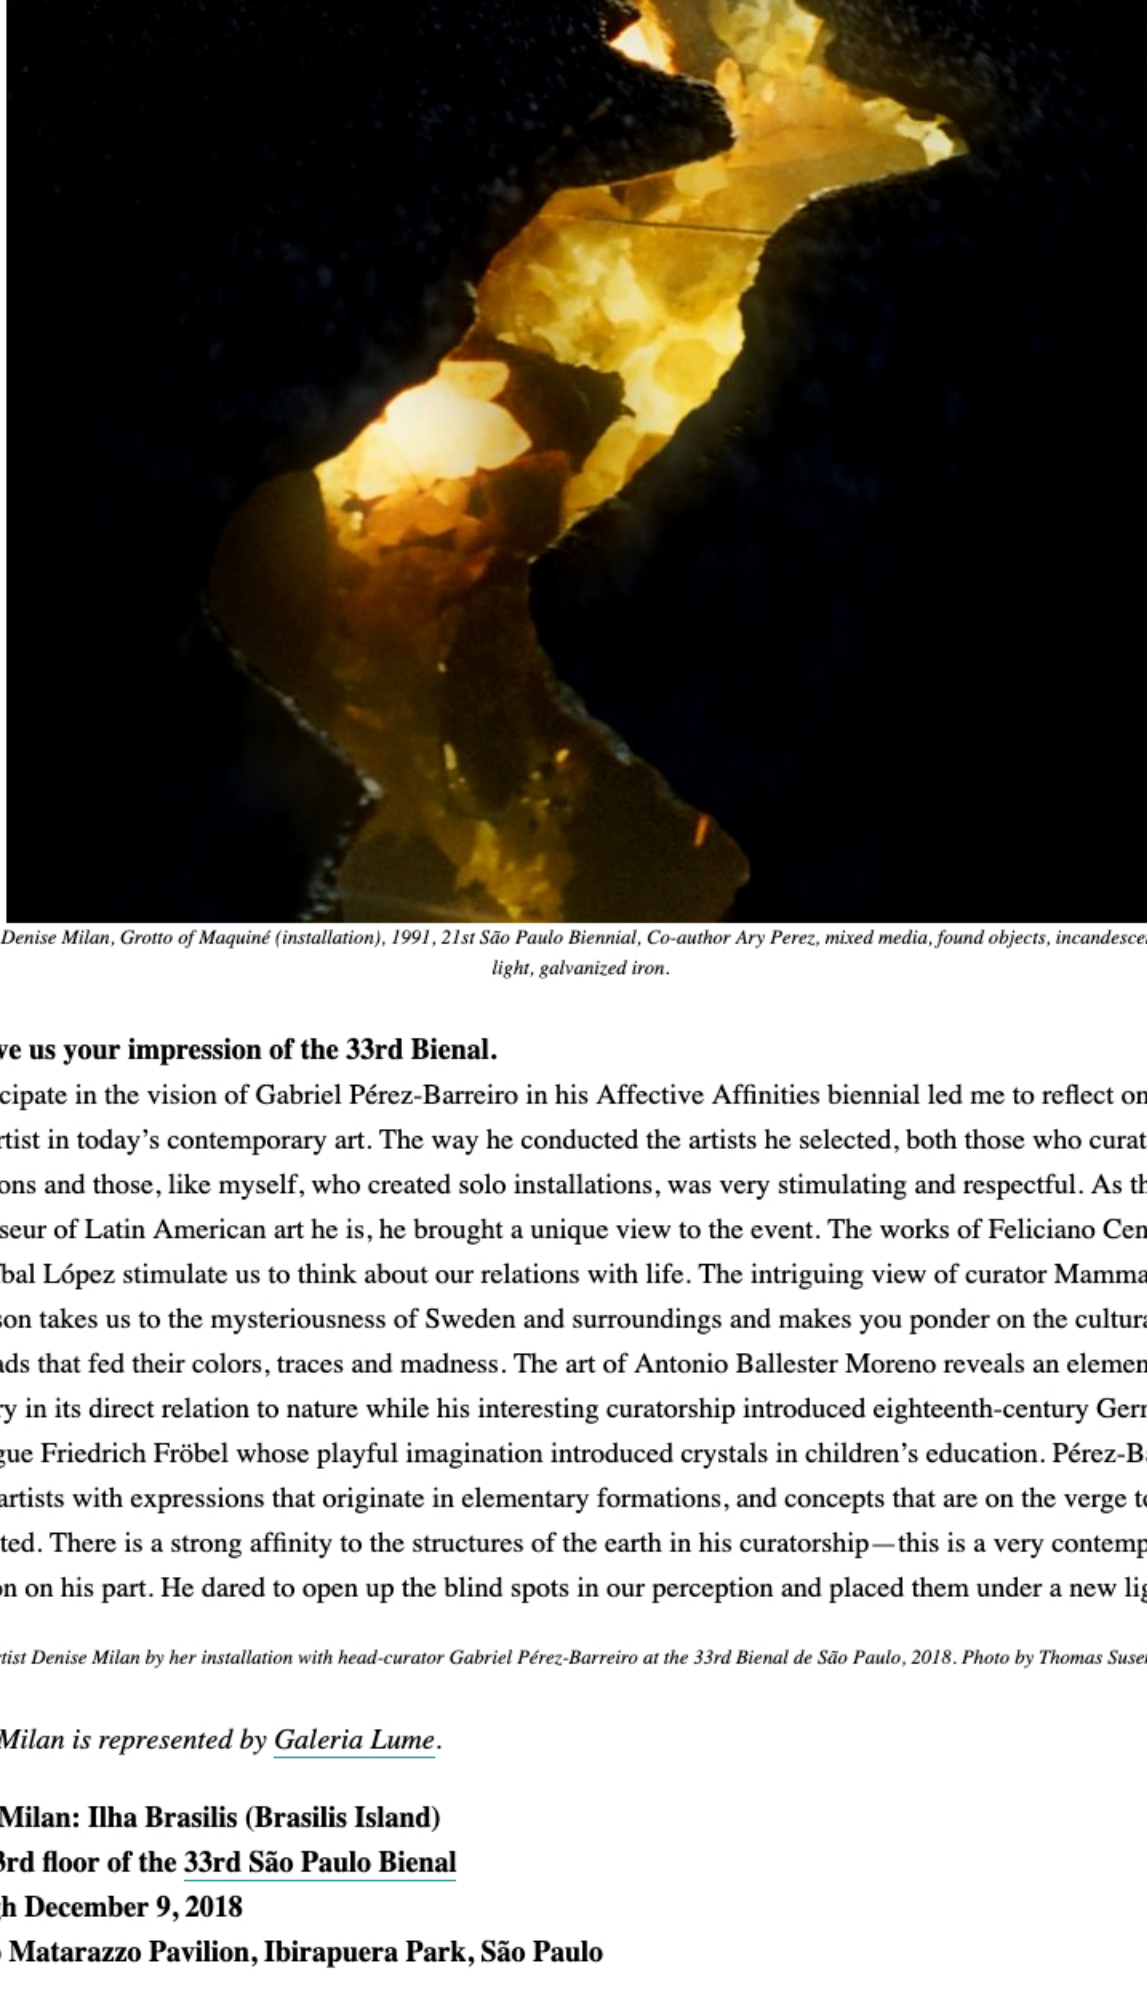 Denise Milan, Grotto of Maquiné (installation), 1991, 21st São Paulo Biennial, Co-author Ary Perez, mixed media, found objects, incandesce
light, galvanized iron.
ve us your impression of the 33rd Bienal.
cipate in the vision of Gabriel Pérez-Barreiro in his Affective Affinities biennial led me to reflect on
rtist in today’s contemporary art. The way he conducted the artists he selected, both those who curat
ons and those, like myself, who created solo installations, was very stimulating and respectful. As th
seur of Latin American art he is, he brought a unique view to the event. The works of Feliciano Cen
bal López stimulate us to think about our relations with life. The intriguing view of curator Mamma
son takes us to the mysteriousness of Sweden and surroundings and makes you ponder on the cultura
ads that fed their colors, traces and madness. The art of Antonio Ballester Moreno reveals an elemen
ry in its direct relation to nature while his interesting curatorship introduced eighteenth-century Ger
gue Friedrich Fröbel whose playful imagination introduced crystals in children’s education. Pérez-B
artists with expressions that originate in elementary formations, and concepts that are on the verge to
ted. There is a strong affinity to the structures of the earth in his curatorship—this is a very contemp
on on his part. He dared to open up the blind spots in our perception and placed them under a new lig
tist Denise Milan by her installation with head-curator Gabriel Pérez-Barreiro at the 33rd Bienal de São Paulo, 2018. Photo by Thomas Suse
Milan is represented by Galeria Lume.
Milan: Ilha Brasilis (Brasilis Island)
3rd floor of the 33rd São Paulo Bienal
gh December 9, 2018
Matarazzo Pavilion, Ibirapuera Park, São Paulo